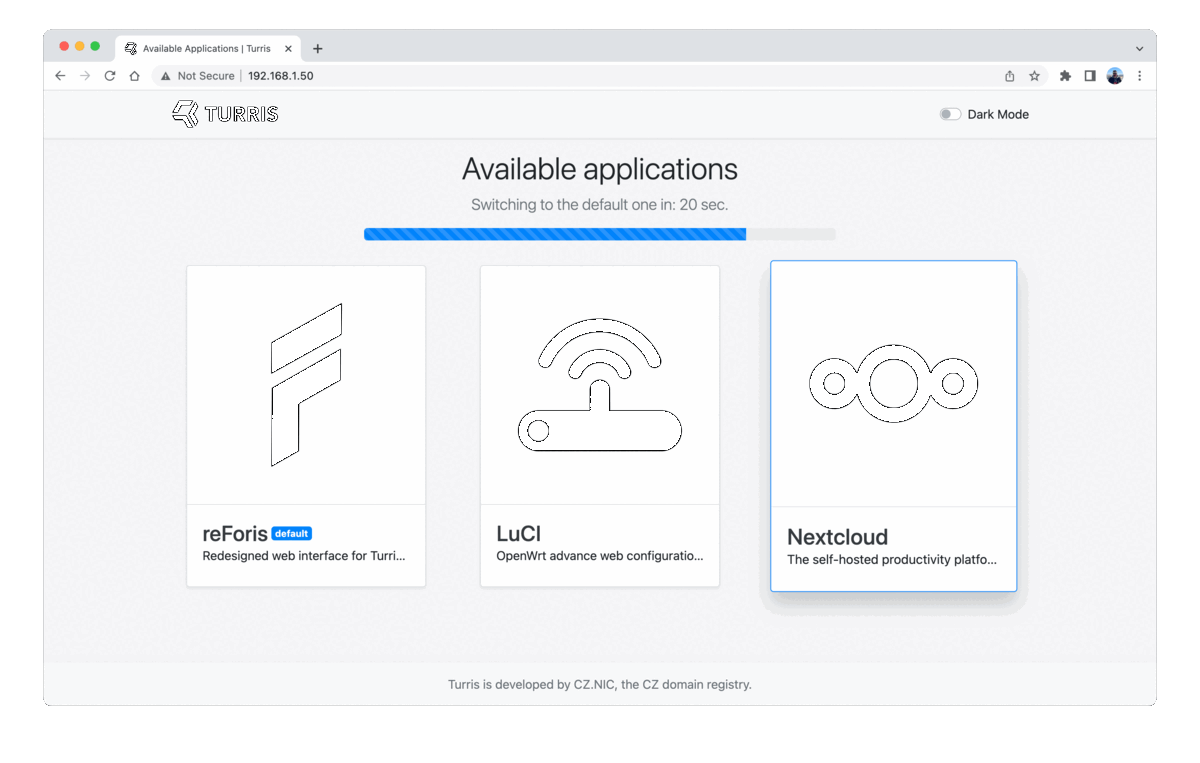 Available Applications | Turris
Not Secure | 192.168.1.50
TURRIS
Dark Mode
Available applications
Switching to the default one in: 20 sec.
reForis default
Redesigned web interface for Turri...
LuCI
OpenWrt advance web configuratio...
Nextcloud
The self-hosted productivity platfo...
Turris is developed by CZ.NIC, the CZ domain registry.